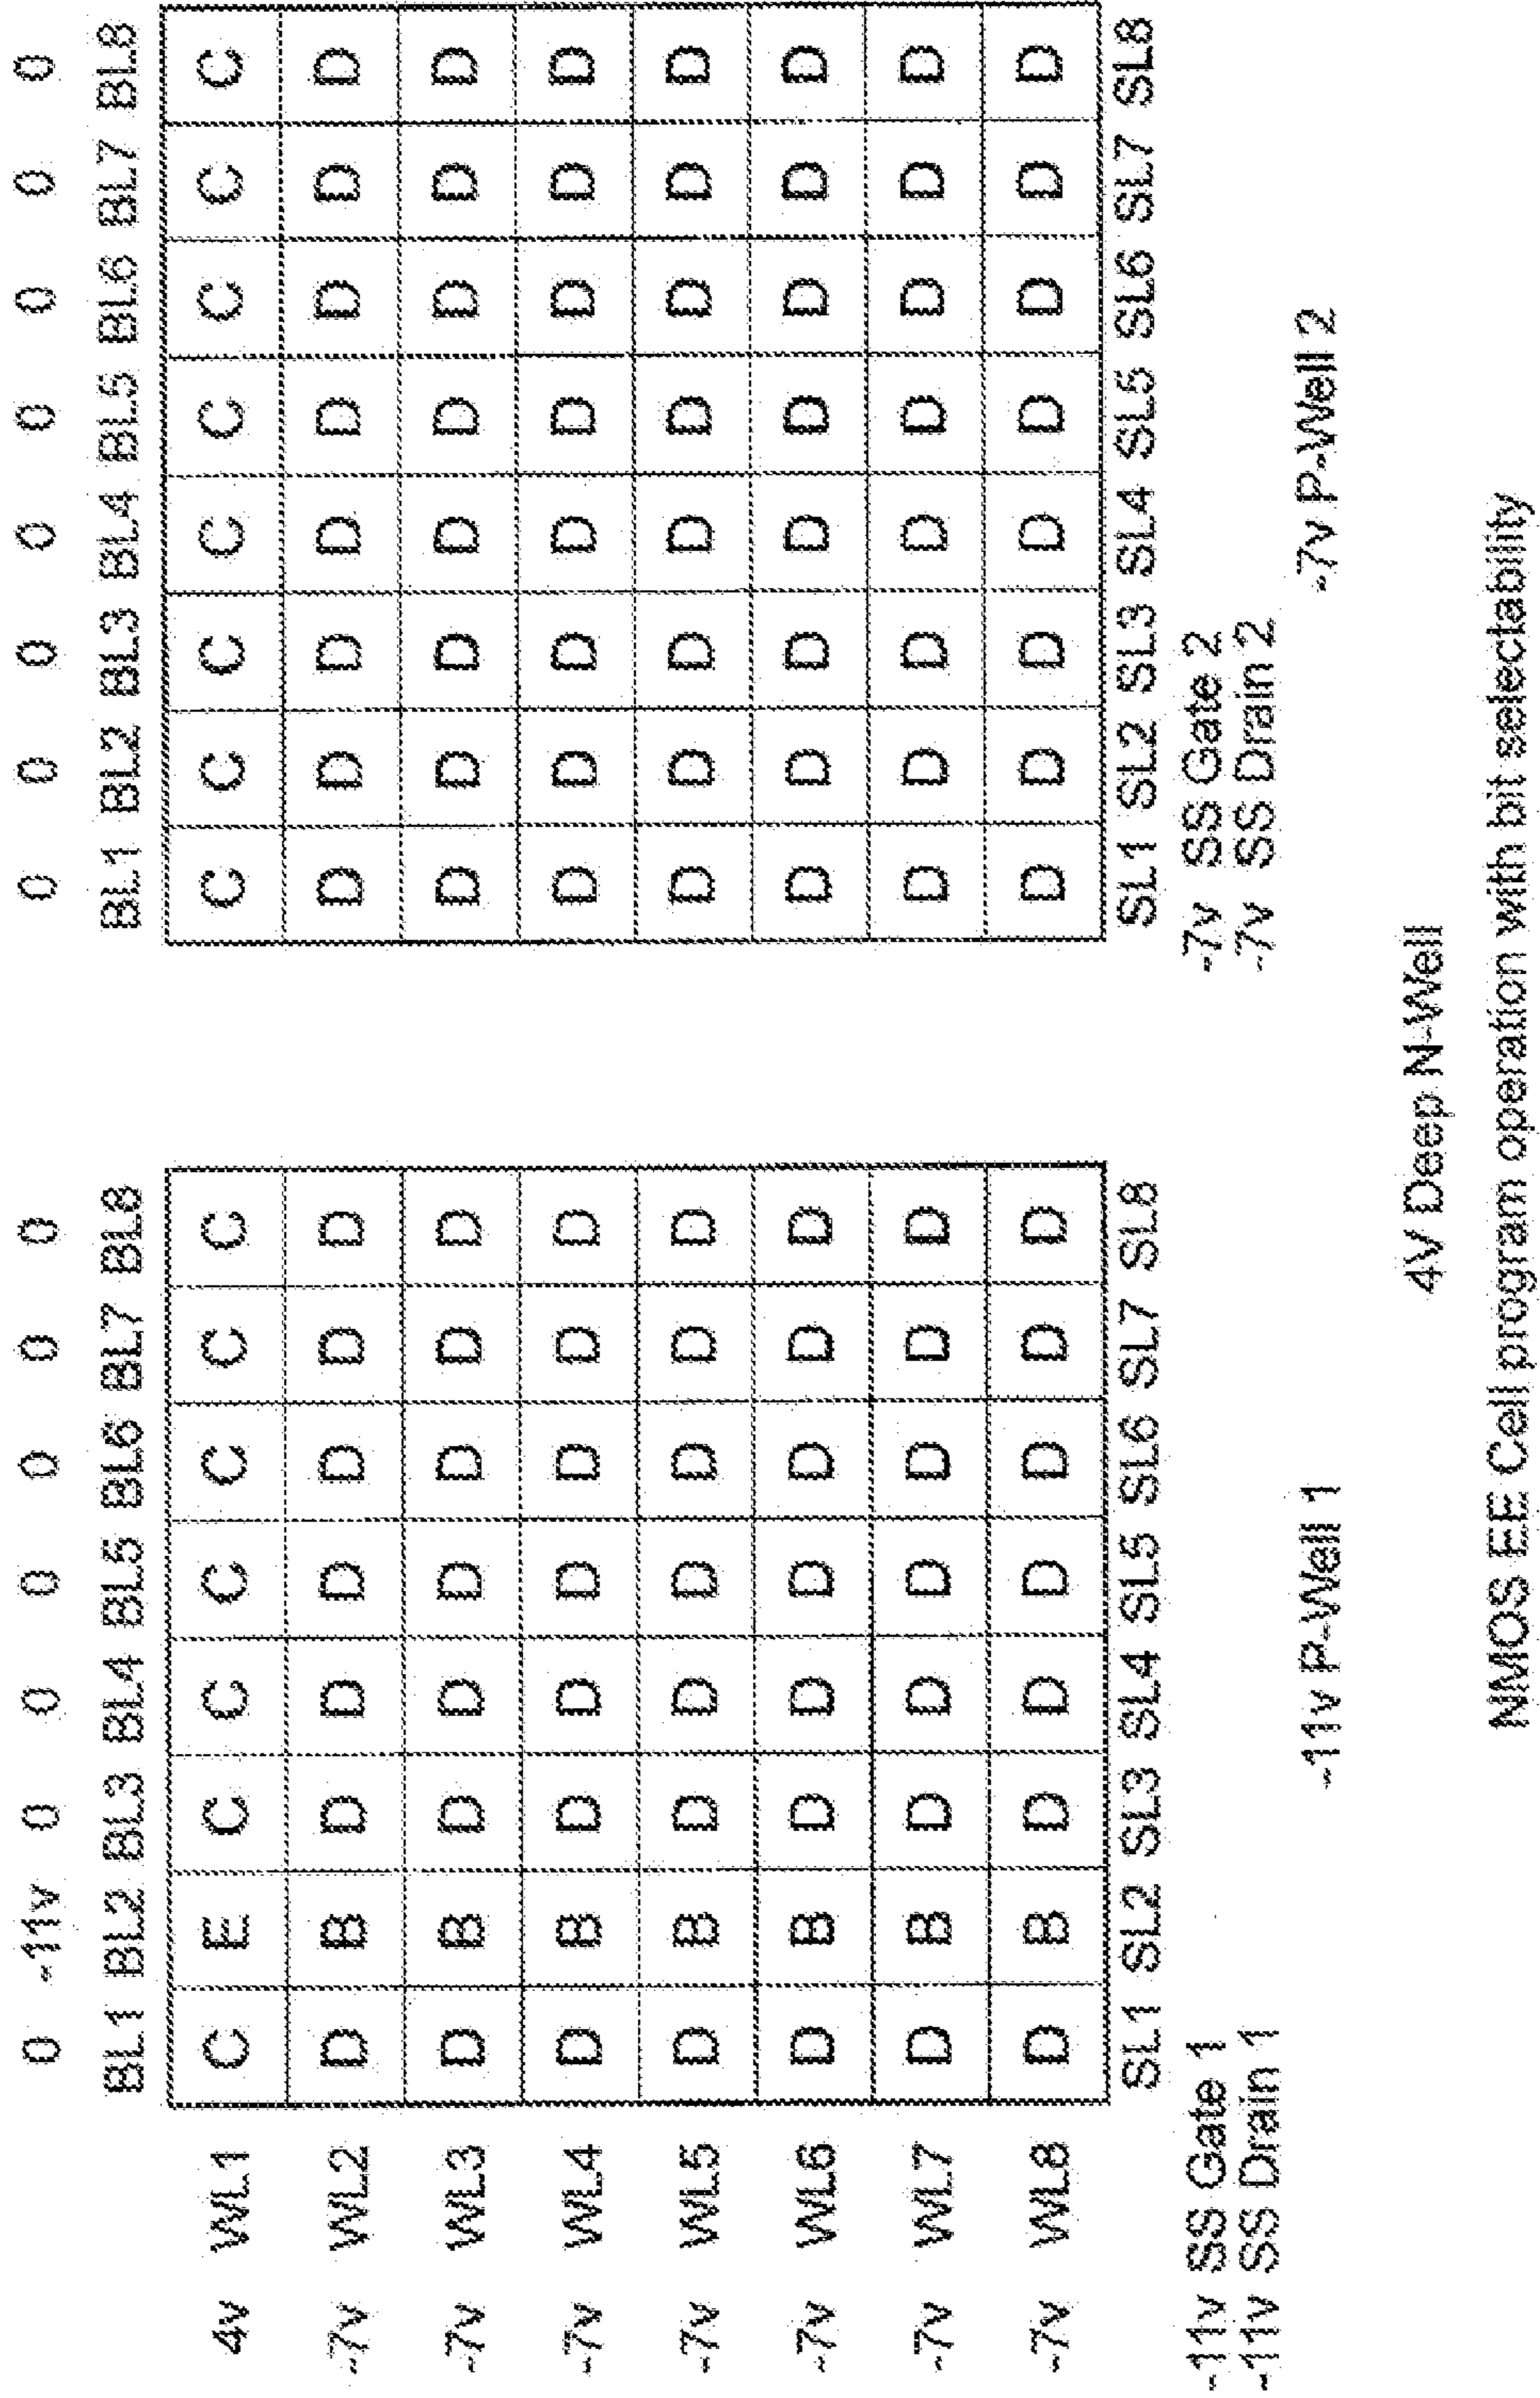 0 -11v 0 0 0 0 0 0 0 0 0 0 0 0 0 0
BL1 BL2 BL3 BL4 BL5 BL6 BL7 BL8 BL1 BL2 BL3 BL4 BL5 BL6 BL7 BL8
4v WL1 C E C C C C C C C C C C C C C C
-7v WL2 D B D D D D D D D D D D D D D D
-7v WL3 D B D D D D D D D D D D D D D D
-7v WL4 D B D D D D D D D D D D D D D D
-7v WL5 D B D D D D D D D D D D D D D D
-7v WL6 D B D D D D D D D D D D D D D D
-7v WL7 D B D D D D D D D D D D D D D D
-7v WL8 D B D D D D D D D D D D D D D D
SL1 SL2 SL3 SL4 SL5 SL6 SL7 SL8 SL1 SL2 SL3 SL4 SL5 SL6 SL7 SL8
-11v SS Gate 1 -7v SS Gate 2
-11v SS Drain 1 -7v SS Drain 2
-11v P-Well 1 -7v P-Well 2
4V Deep N-Well
NMOS EE Cell program operation with bit selectability